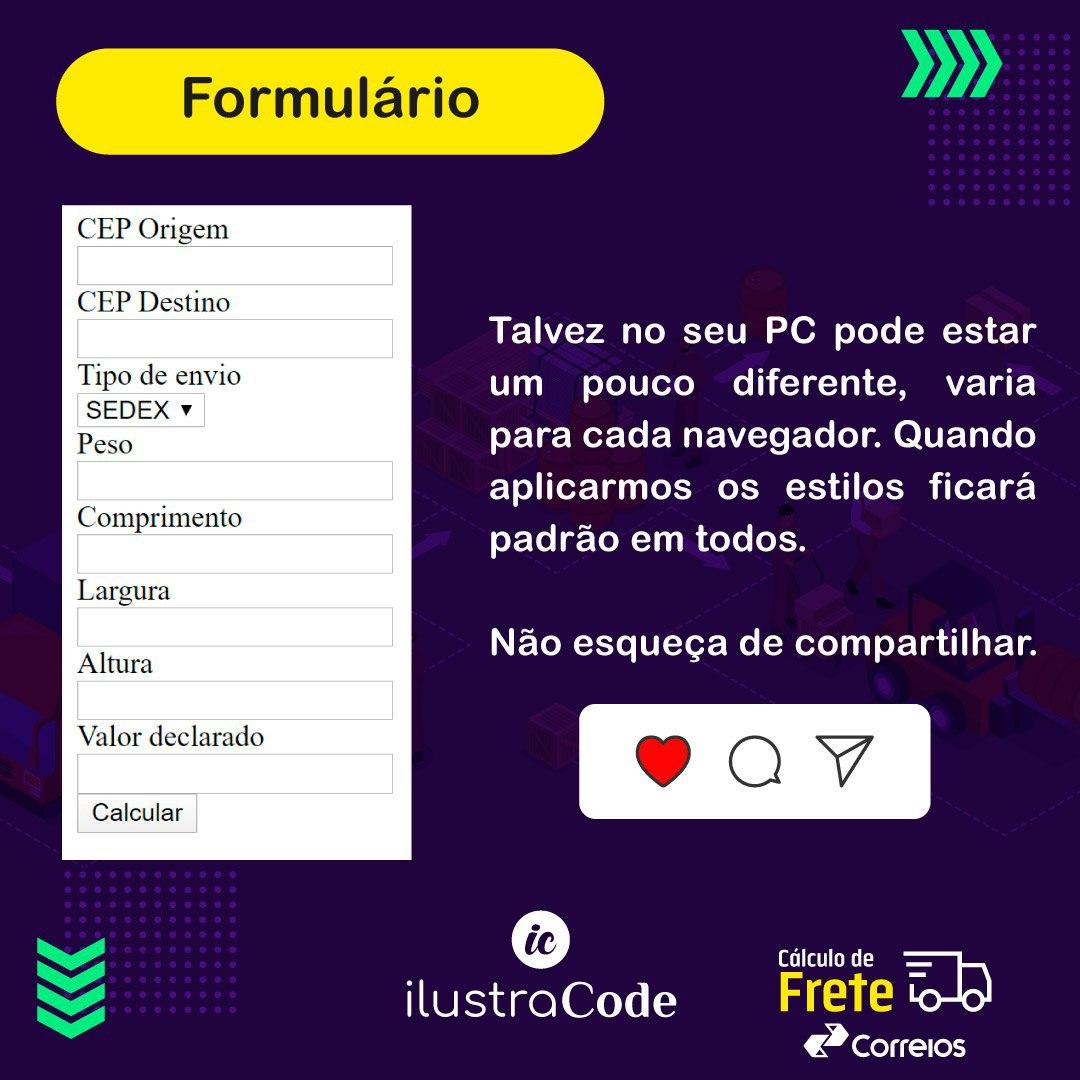 Formulário
CEP Origem
CEP Destino
Tipo de envio
SEDEX
Peso
Comprimento
Largura
Altura
Valor declarado
Calcular
Talvez no seu PC pode estar
um pouco diferente, varia
para cada navegador. Quando
aplicarmos os estilos ficará
padrão em todos.
Não esqueça de compartilhar.
ic
ilustraCode
Cálculo de
Frete
Correios